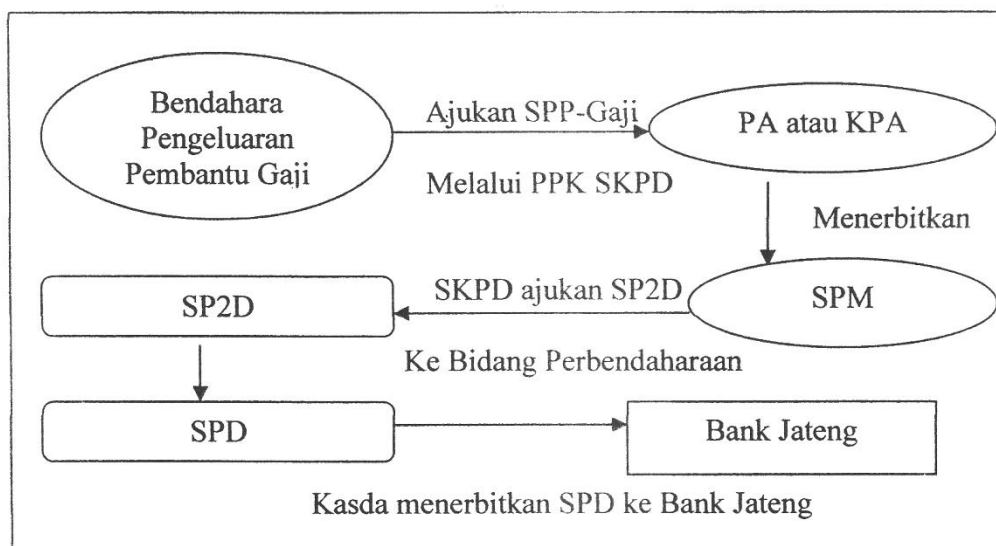 Bendahara
Pengeluaran
Pembantu Gaji
Ajukan SPP-Gaji
Melalui PPK SKPD
PA atau KPA
Menerbitkan
SPM
SKPD ajukan SP2D
Ke Bidang Perbendaharaan
SP2D
SPD
Bank Jateng
Kasda menerbitkan SPD ke Bank Jateng